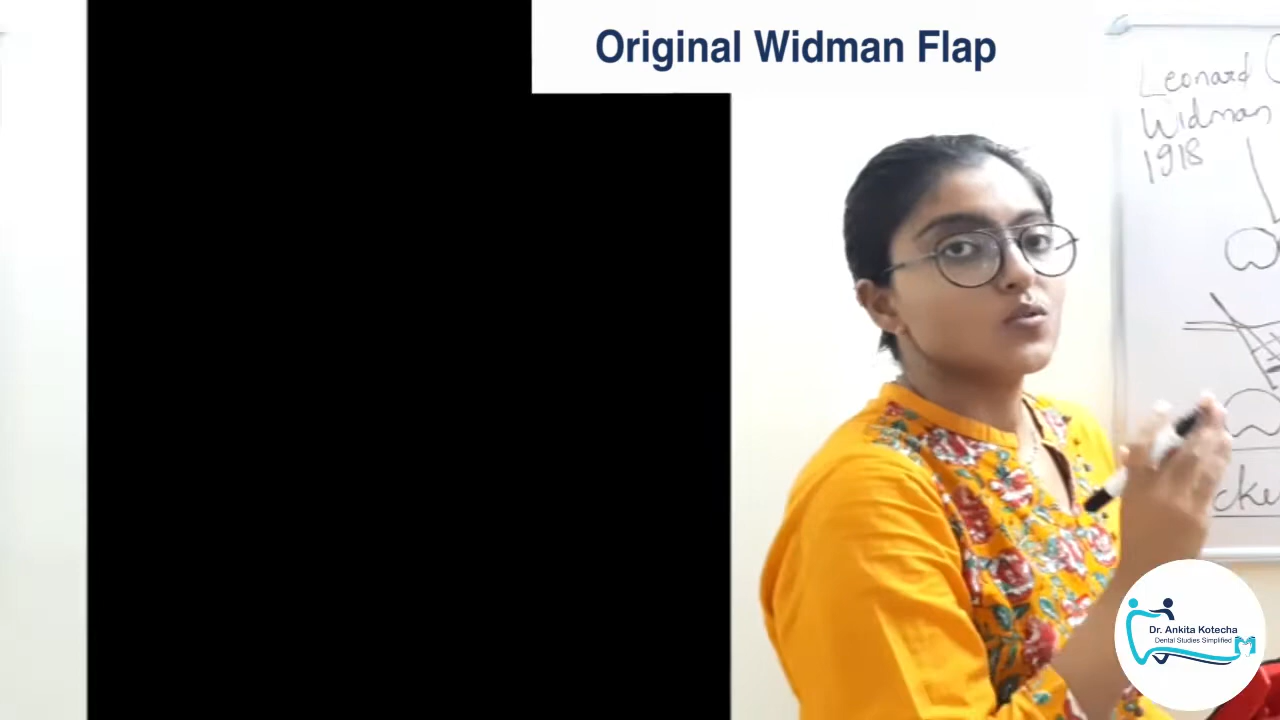 Original Widman Flap
Leonard
Widman
1918
Dr. Ankita Kotecha
Dental Studies Simplified